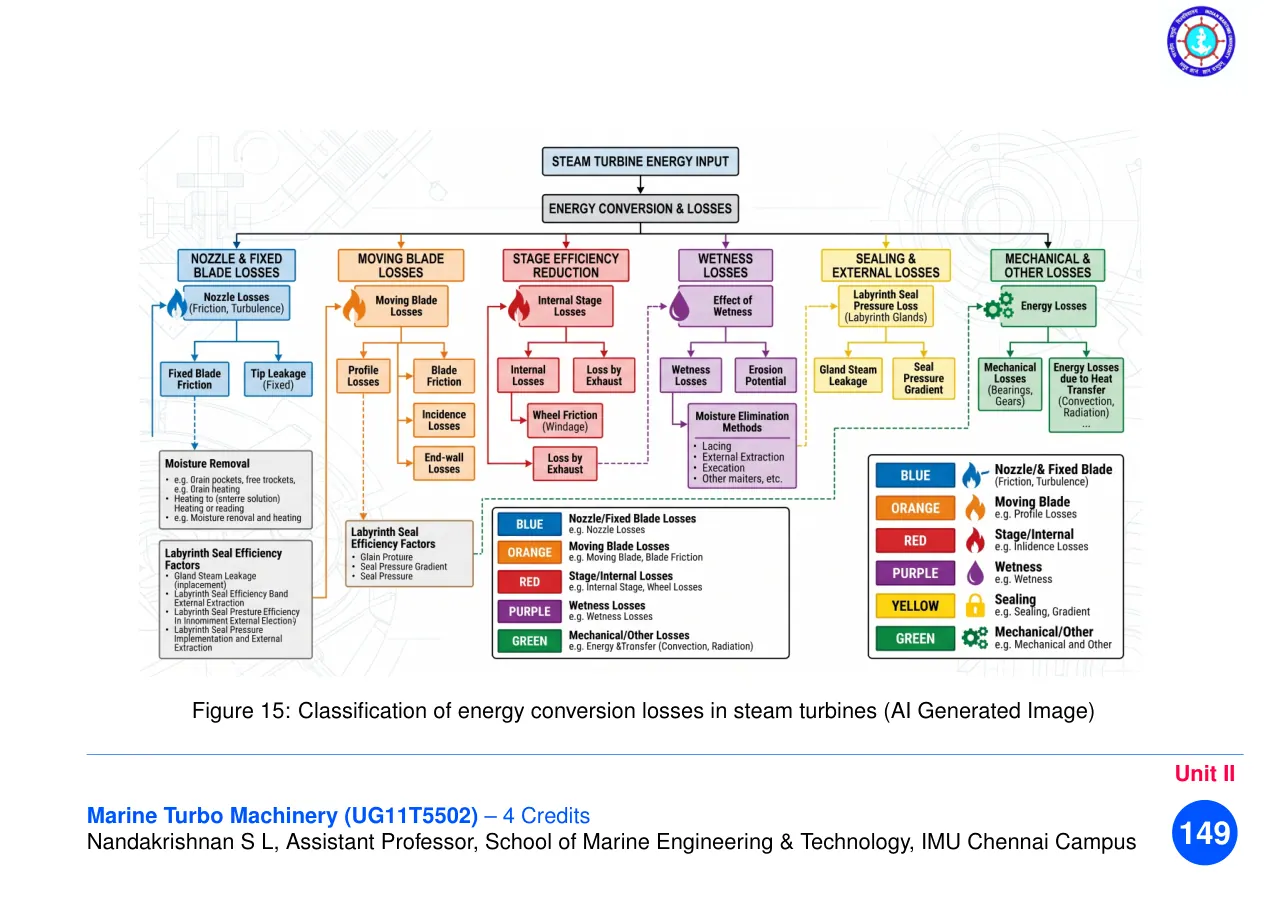 STEAM TURBINE ENERGY INPUT
ENERGY CONVERSION & LOSSES
NOZZLE & FIXED
BLADE LOSSES
Nozzle Losses
(Friction, Turbulence)
Fixed Blade
Friction
Tip Leakage
(Fixed)
Moisture Removal
• e.g. 0rain pockets, free trockets,
e.g. 0rain heating
• Heating to (snterre solution)
Heating or reading
• e.g. Moisture renoval and heating
Labyrinth Seal Efficiency
Factors
• Gland Steam Leakage
(inplacement)
• Labyrinth Seal Efficiency Band
External Extraction
• Labyrinth Seal Presture Efficiency
In Innomiment External Election)
• Labyrinth Seal Pressure
Implementation and External
Extraction
MOVING BLADE
LOSSES
Moving Blade
Losses
Profile
Losses
Blade
Friction
Incidence
Losses
End-wall
Losses
Labyrinth Seal
Efficiency Factors
• Glain Proture
• Seal Pressure Gradient
• Seal Pressure
STAGE EFFICIENCY
REDUCTION
Internal Stage
Losses
Internal
Losses
Loss by
Exhaust
Wheel Friction
(Windage)
Loss by
Exhaust
WETNESS
LOSSES
Effect of
Wetness
Wetness
Losses
Erosion
Potential
Moisture Elimination
Methods
• Lacing
• External Extraction
• Execation
• Other maiters, etc.
SEALING &
EXTERNAL LOSSES
Labyrinth Seal
Pressure Loss
(Labyrinth Glands)
Gland Steam
Leakage
Seal
Pressure
Gradient
MECHANICAL &
OTHER LOSSES
Energy Losses
Mechanical
Losses
(Bearings,
Gears)
Energy Losses
due to Heat
Transfer
(Convection,
Radiation)
...
BLUE
Nozzle/Fixed Blade Losses
e.g. Nozzle Losses
ORANGE
Moving Blade Losses
e.g. Moving Blade, Blade Friction
RED
Stage/Internal Losses
e.g. Internal Stage, Wheel Losses
PURPLE
Wetness Losses
e.g. Wetness Losses
GREEN
Mechanical/Other Losses
e.g. Energy &Transfer (Convection, Radiation)
BLUE
Nozzle/& Fixed Blade
(Friction, Turbulence)
ORANGE
Moving Blade
e.g. Profile Losses
RED
Stage/Internal
e.g. Inlidence Losses
PURPLE
Wetness
e.g. Wetness
YELLOW
Sealing
e.g. Sealing, Gradient
GREEN
Mechanical/Other
e.g. Mechanical and Other
Figure 15: Classification of energy conversion losses in steam turbines (AI Generated Image)
Unit II
Marine Turbo Machinery (UG11T5502) – 4 Credits
Nandakrishnan S L, Assistant Professor, School of Marine Engineering & Technology, IMU Chennai Campus
149